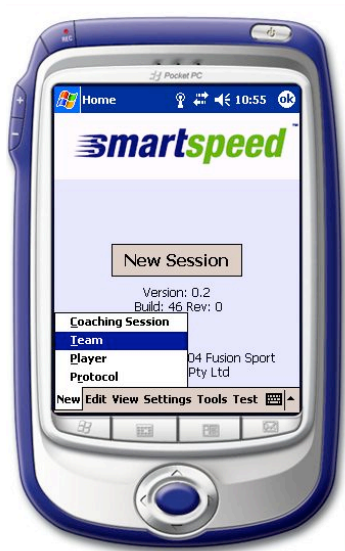 REC
Pocket PC
Home 10:55 ok
smartspeed
New Session
Version: 0.2
Build: 46 Rev: 0
Coaching Session
Team
Player
04 Fusion Sport
Protocol
Pty Ltd
New Edit View Settings Tools Test